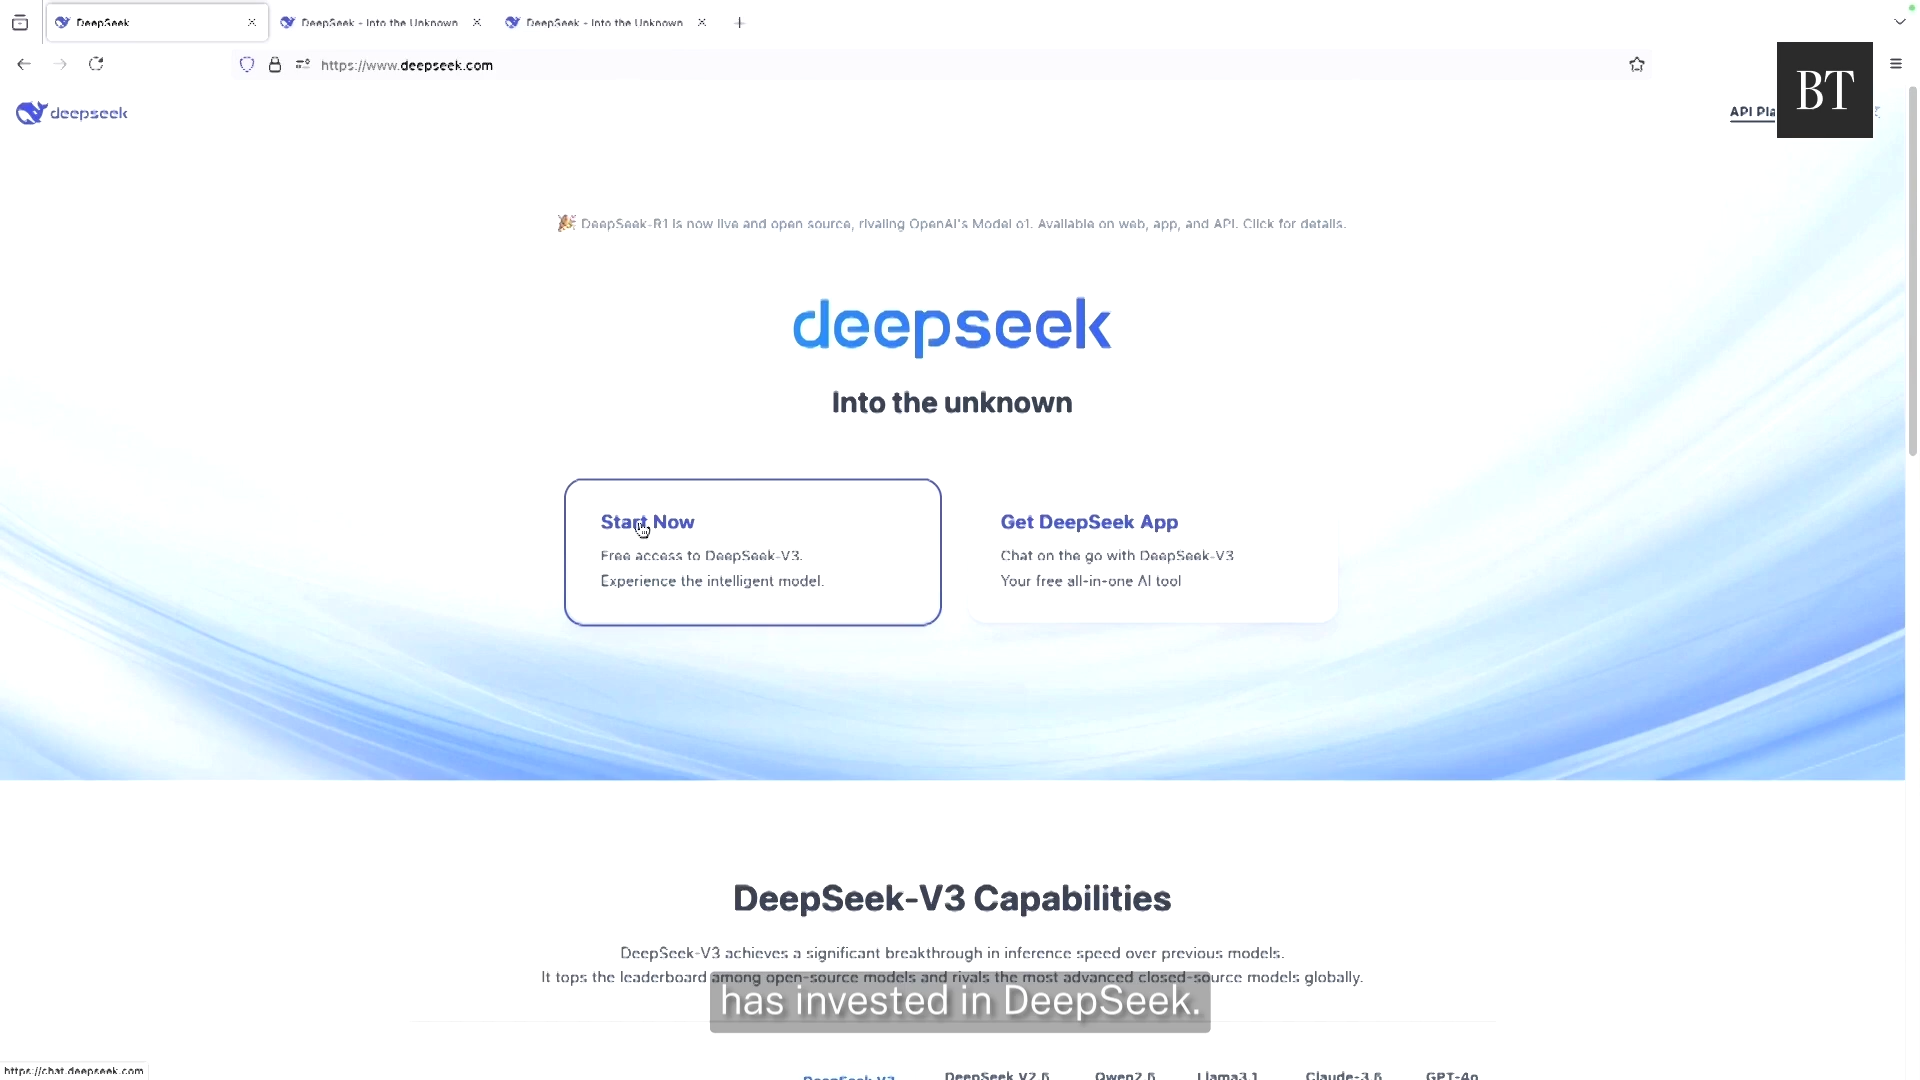 DeepSeek
DeepSeek - Into the Unknown
DeepSeek - Into the Unknown
https://www.deepseek.com
BT
deepseek
API
DeepSeek-R1 is now live and open source, rivaling OpenAI's Model o1. Available on web, app, and API. Click for details.
deepseek
Into the unknown
Start Now
Free access to DeepSeek-V3.
Experience the intelligent model.
Get DeepSeek App
Chat on the go with DeepSeek-V3
Your free all-in-one AI tool
DeepSeek-V3 Capabilities
DeepSeek-V3 achieves a significant breakthrough in inference speed over previous models.
It tops the leaderboard among open-source models and rivals the most advanced closed-source models globally.
has invested in DeepSeek.
https://chat.deepseek.com
DeepSeek V3
DeepSeek V2.5
Qwen2.5
Llama3.1
Claude-3.5
GPT-4o